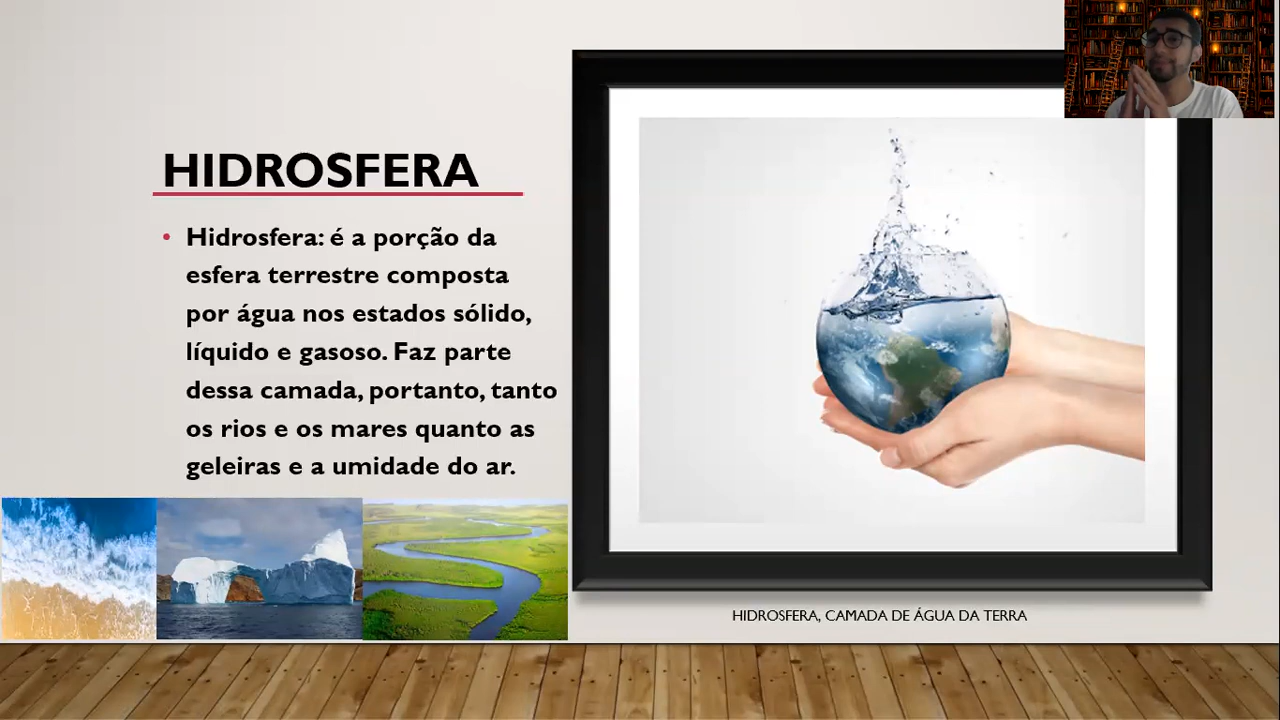 HIDROSFERA
• Hidrosfera: é a porção da
esfera terrestre composta
por água nos estados sólido,
líquido e gasoso. Faz parte
dessa camada, portanto, tanto
os rios e os mares quanto as
geleiras e a umidade do ar.
HIDROSFERA, CAMADA DE ÁGUA DA TERRA